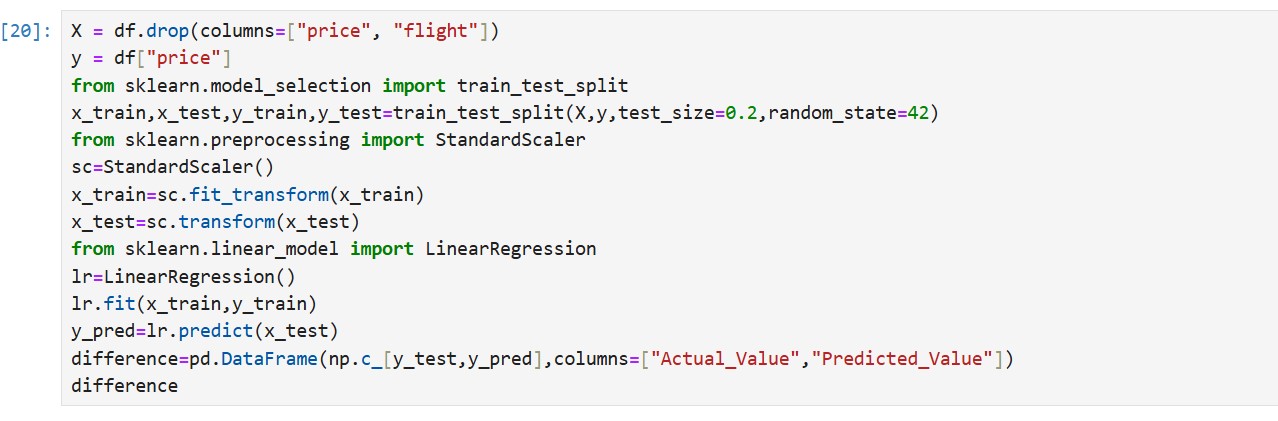 [20]: X = df.drop(columns=["price", "flight"])
y = df["price"]
from sklearn.model_selection import train_test_split
x_train,x_test,y_train,y_test=train_test_split(X,y,test_size=0.2,random_state=42)
from sklearn.preprocessing import StandardScaler
sc=StandardScaler()
x_train=sc.fit_transform(x_train)
x_test=sc.transform(x_test)
from sklearn.linear_model import LinearRegression
lr=LinearRegression()
lr.fit(x_train,y_train)
y_pred=lr.predict(x_test)
difference=pd.DataFrame(np.c_[y_test,y_pred],columns=["Actual_Value","Predicted_Value"])
difference